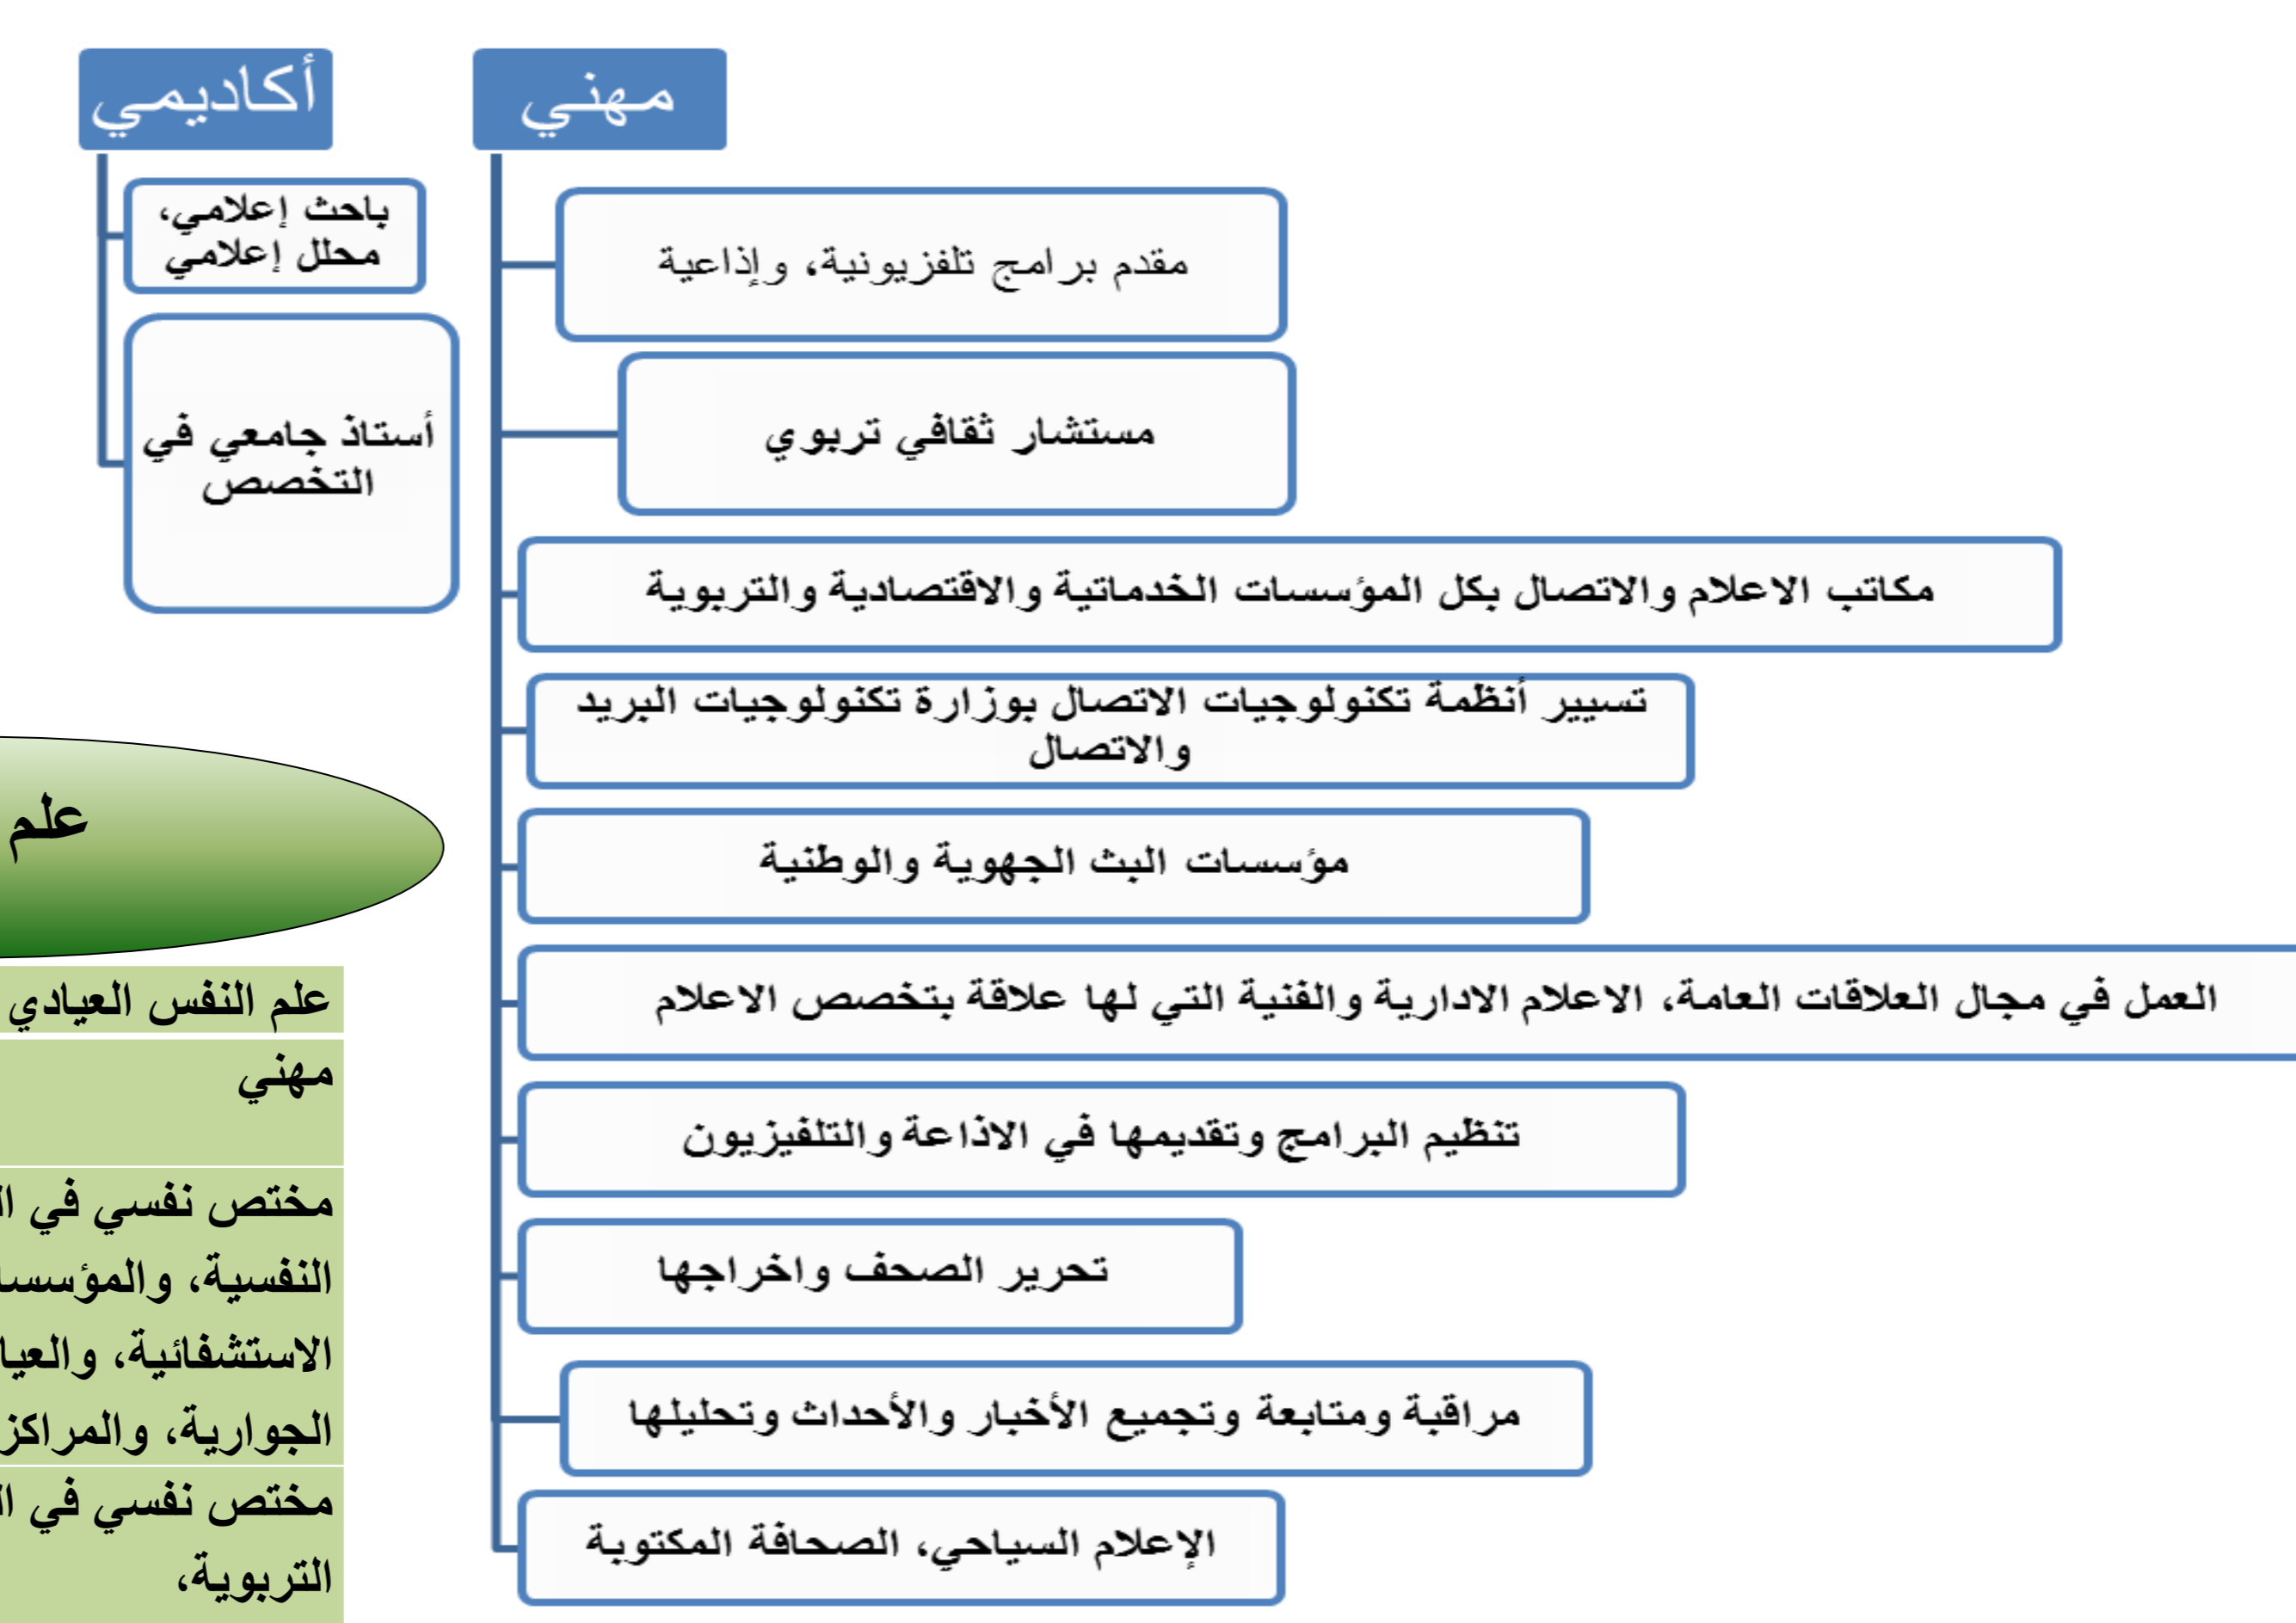 مهني
مقدم برامج تلفزيونية، وإذاعية
مستشار ثقافي تربوي
مكاتب الاعلام والاتصال بكل المؤسسات الخدماتية والاقتصادية والتربوية
تسيير أنظمة تكنولوجيات الاتصال بوزارة تكنولوجيات البريد
والاتصال
مؤسسات البث الجهوية والوطنية
العمل في مجال العلاقات العامة، الاعلام الادارية والفنية التي لها علاقة بتخصص الاعلام
تنظيم البرامج وتقديمها في الاذاعة والتلفيزيون
تحرير الصحف واخراجها
مراقبة ومتابعة وتجميع الأخبار والأحداث وتحليلها
الإعلام السياحي، الصحافة المكتوبة
أكاديمي
باحث إعلامي،
محلل إعلامي
أستاذ جامعي في
التخصص
علم
علم النفس العيادي
مهني
مختص نفسي في
النفسية،
الاستشفائية،
الجوارية، والمراكز
مختص نفسي في
التربوية،